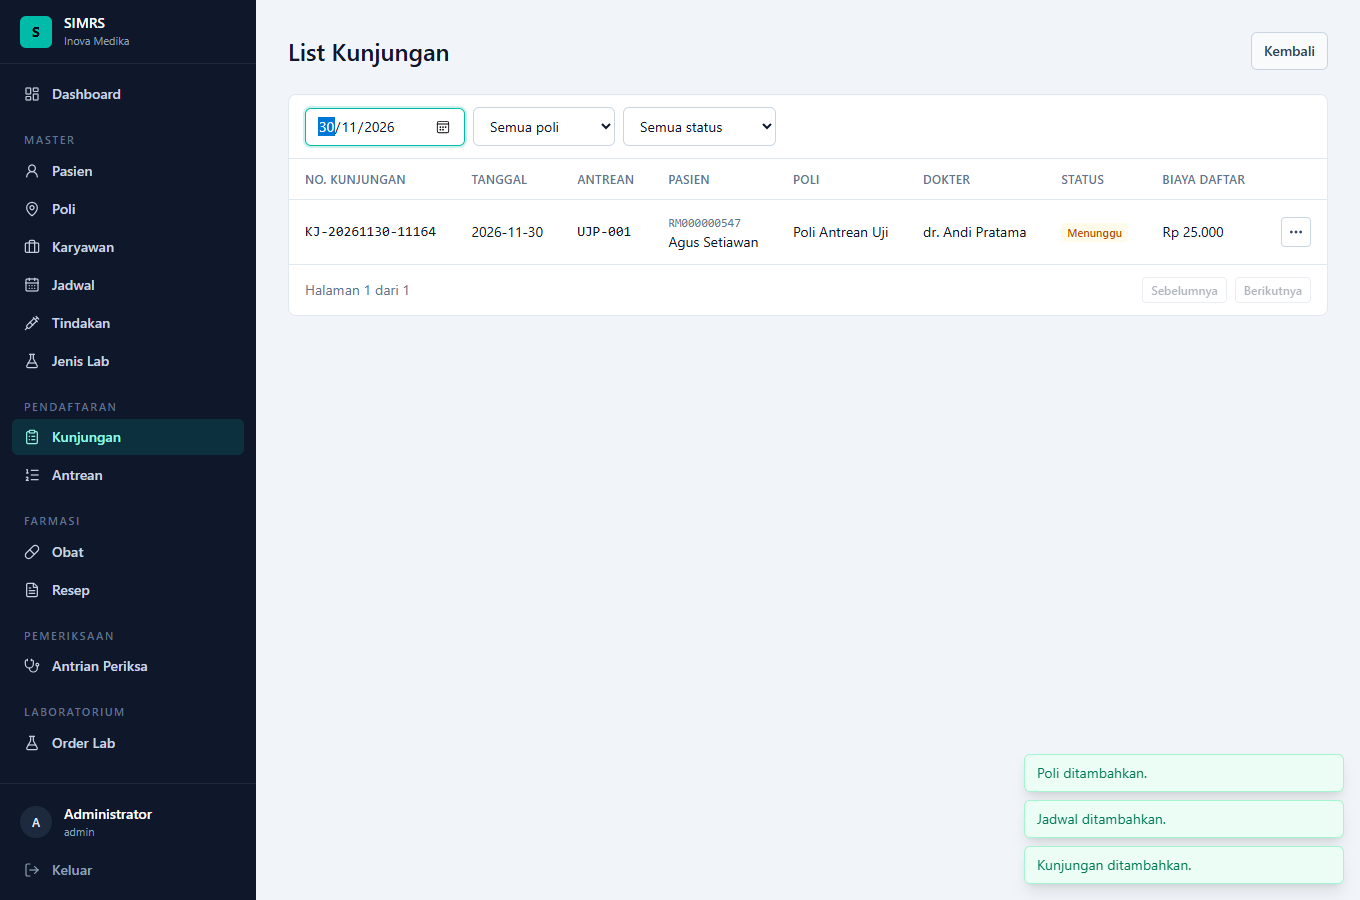 S
SIMRS
Inova Medika
Dashboard
MASTER
Pasien
Poli
Karyawan
Jadwal
Tindakan
Jenis Lab
PENDAFTARAN
Kunjungan
Antrean
FARMASI
Obat
Resep
PEMERIKSAAN
Antrian Periksa
LABORATORIUM
Order Lab
A
Administrator
admin
Keluar
List Kunjungan
Kembali
30/11/2026 Semua poli Semua status
NO. KUNJUNGAN TANGGAL ANTREAN PASIEN POLI DOKTER STATUS BIAYA DAFTAR
KJ-20261130-11164 2026-11-30 UJP-001 RM000000547 Agus Setiawan Poli Antrean Uji dr. Andi Pratama Menunggu Rp 25.000
Halaman 1 dari 1 Sebelumnya Berikutnya
Poli ditambahkan.
Jadwal ditambahkan.
Kunjungan ditambahkan.